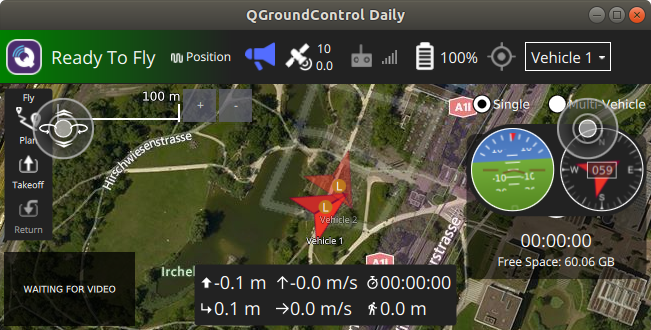 QGroundControl Daily
Ready To Fly
Position
10
0.0
100%
Vehicle 1
Fly
Plan
Takeoff
Return
100 m
+
-
A1l
Single
Multi-Vehicle
Hirschwiesenstrasse
L
L
Vehicle 2
Vehicle 1
strasse
-10
-10
W
E
S
059
00:00:00
Free Space: 60.06 GB
WAITING FOR VIDEO
Irchel
A1l
-0.1 m
-0.0 m/s
00:00:00
0.1 m
0.0 m/s
0.0 m